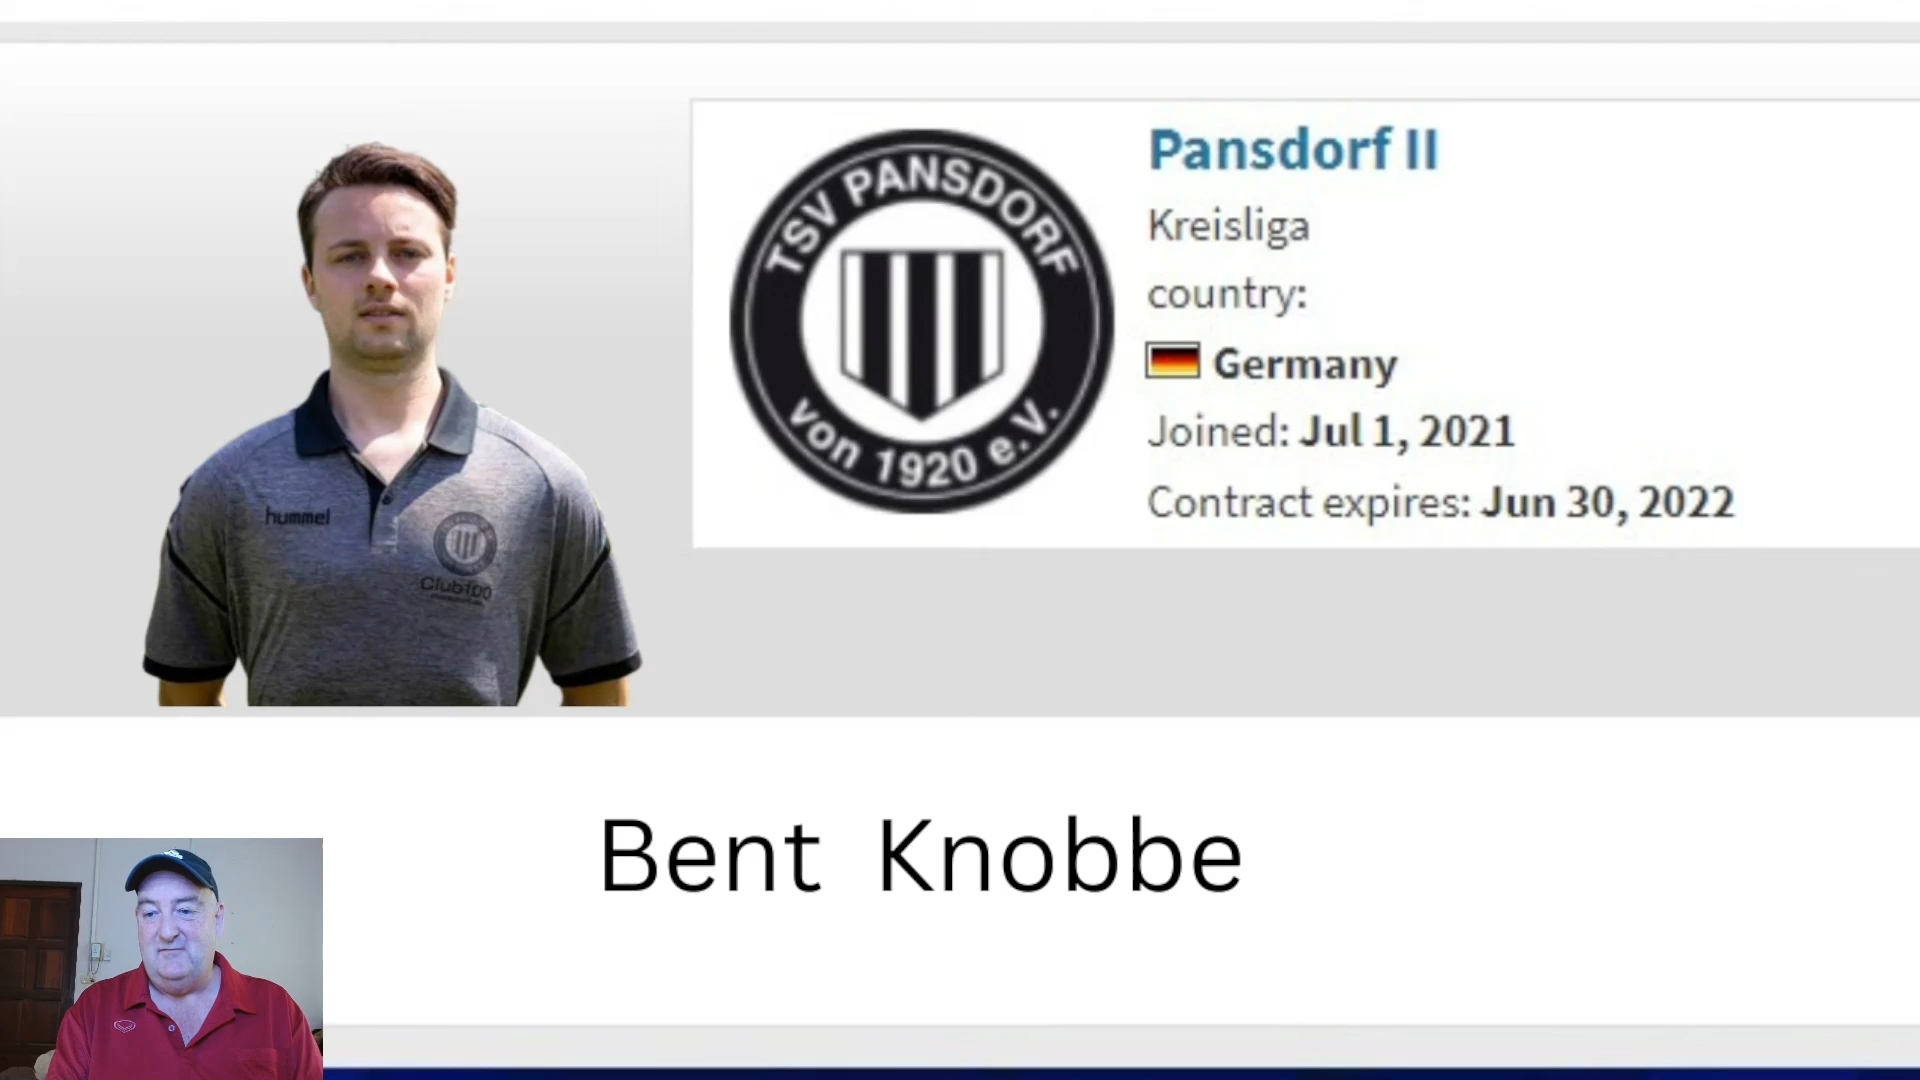 TSV PANSDORF
von 1920 e.V.
Pansdorf II
Kreisliga
country:
Germany
Joined: Jul 1, 2021
Contract expires: Jun 30, 2022
hummel
Club100
Bent Knobbe